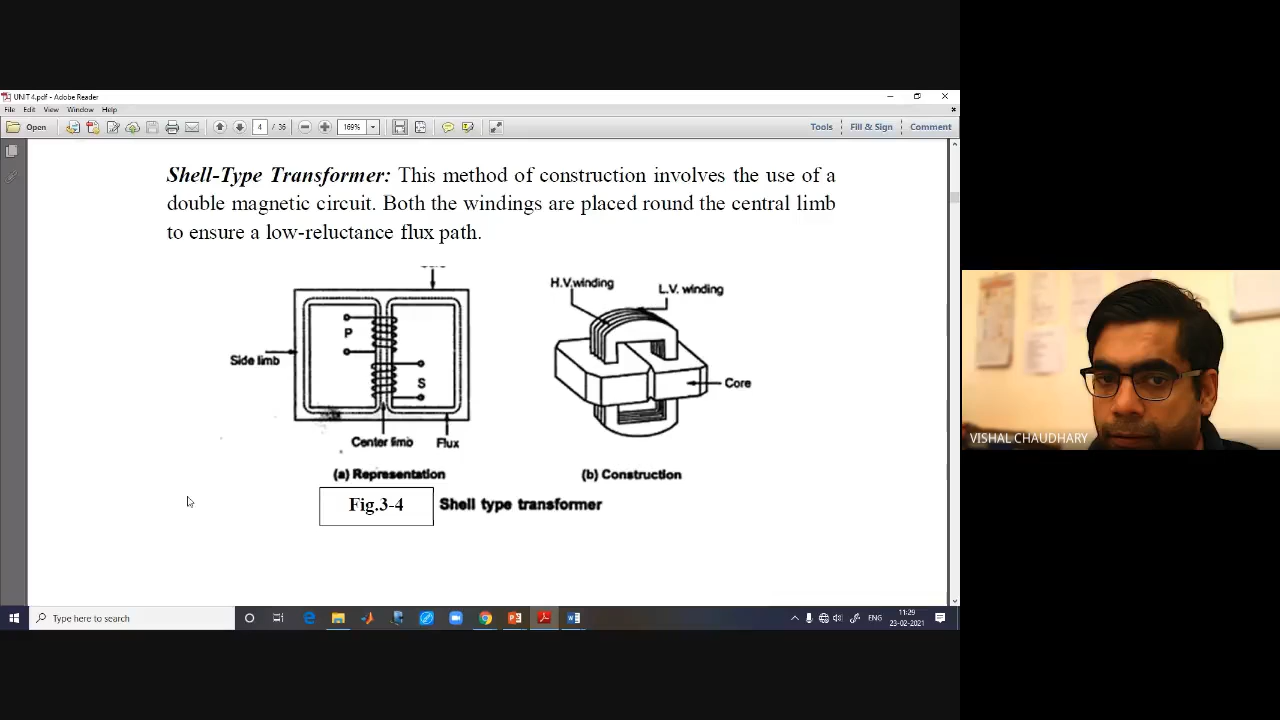 UNIT 4.pdf - Adobe Reader
File Edit View Window Help
Open 4 / 36 169% Tools Fill & Sign Comment
Shell-Type Transformer: This method of construction involves the use of a
double magnetic circuit. Both the windings are placed round the central limb
to ensure a low-reluctance flux path.
H.V.winding
L.V. winding
P
Side limb
S
Core
Center limb Flux
(a) Representation (b) Construction
Fig.3-4 Shell type transformer
VISHAL CHAUDHARY
Type here to search
ENG
11:29
23-02-2021